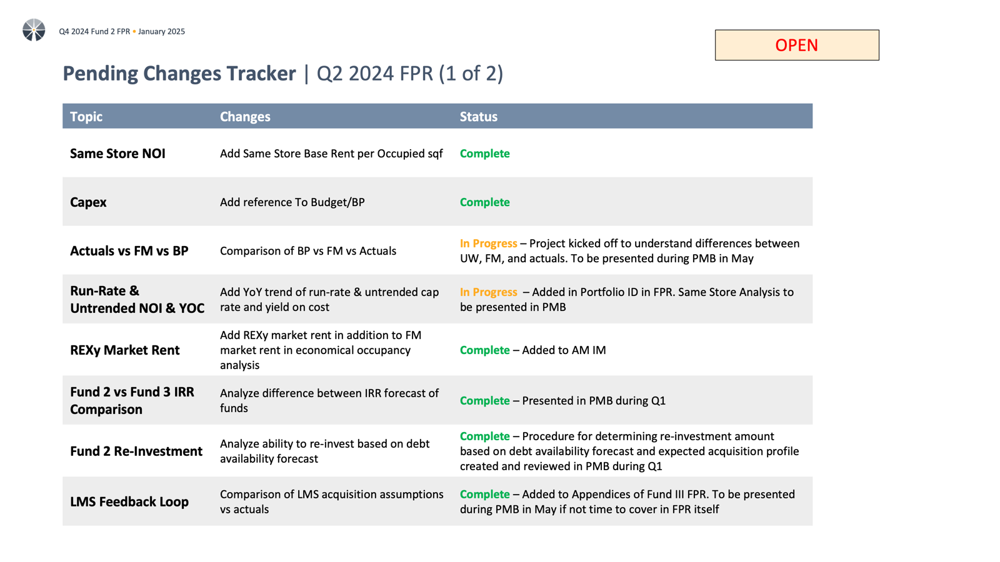 Q4 2024 Fund 2 FPR • January 2025
OPEN
Pending Changes Tracker | Q2 2024 FPR (1 of 2)
Topic Changes Status
Same Store NOI Add Same Store Base Rent per Occupied sqf Complete
Capex Add reference To Budget/BP Complete
Actuals vs FM vs BP
Comparison of BP vs FM vs Actuals
In Progress – Project kicked off to understand differences between
UW, FM, and actuals. To be presented during PMB in May
Run-Rate &
Untrended NOI & YOC
Add YoY trend of run-rate & untrended cap
rate and yield on cost
In Progress – Added in Portfolio ID in FPR. Same Store Analysis to
be presented in PMB
REXy Market Rent
Add REXy market rent in addition to FM
market rent in economical occupancy
analysis
Complete – Added to AM IM
Fund 2 vs Fund 3 IRR
Comparison
Analyze difference between IRR forecast of
funds
Complete – Presented in PMB during Q1
Fund 2 Re-Investment
Analyze ability to re-invest based on debt
availability forecast
Complete – Procedure for determining re-investment amount
based on debt availability forecast and expected acquisition profile
created and reviewed in PMB during Q1
LMS Feedback Loop
Comparison of LMS acquisition assumptions
vs actuals
Complete – Added to Appendices of Fund III FPR. To be presented
during PMB in May if not time to cover in FPR itself